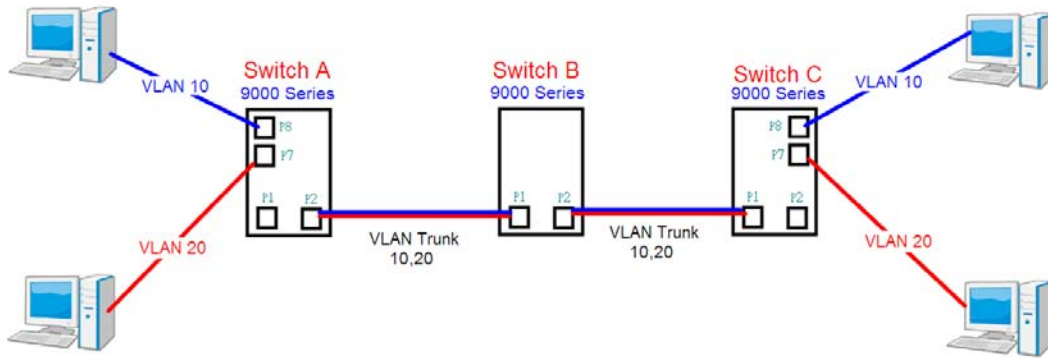 Switch A
9000 Series
Switch B
9000 Series
Switch C
9000 Series
VLAN 10
VLAN 10
P8
P7
P1
P2
P1
P2
P8
P7
P1
P2
VLAN 20
VLAN Trunk
10,20
VLAN Trunk
10,20
VLAN 20